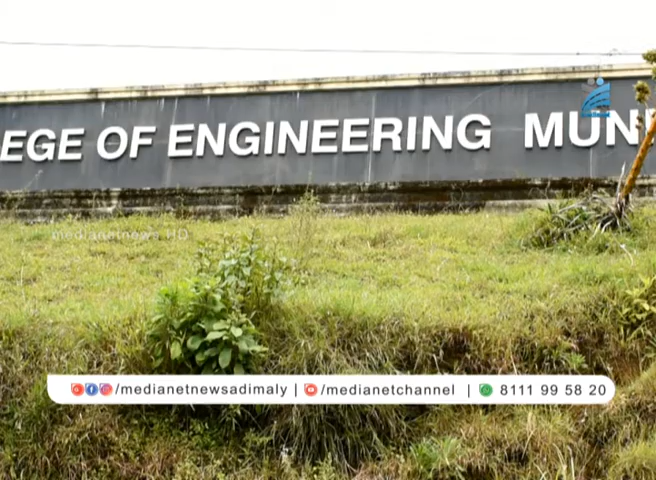 EGE OF ENGINEERING MUN
medianetnews HD
/medianetnewsadimaly | /medianetchannel | 8111 99 58 20